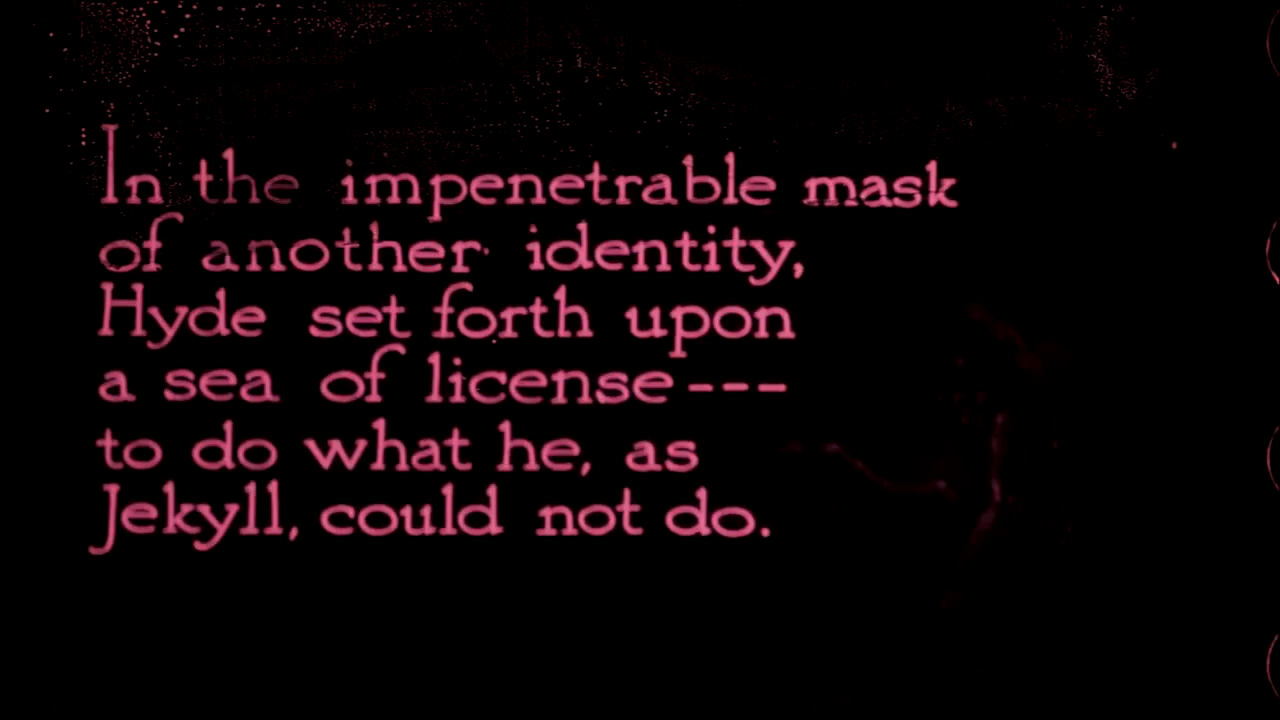 In the impenetrable mask
of another identity,
Hyde set forth upon
a sea of license---
to do what he, as
Jekyll, could not do.